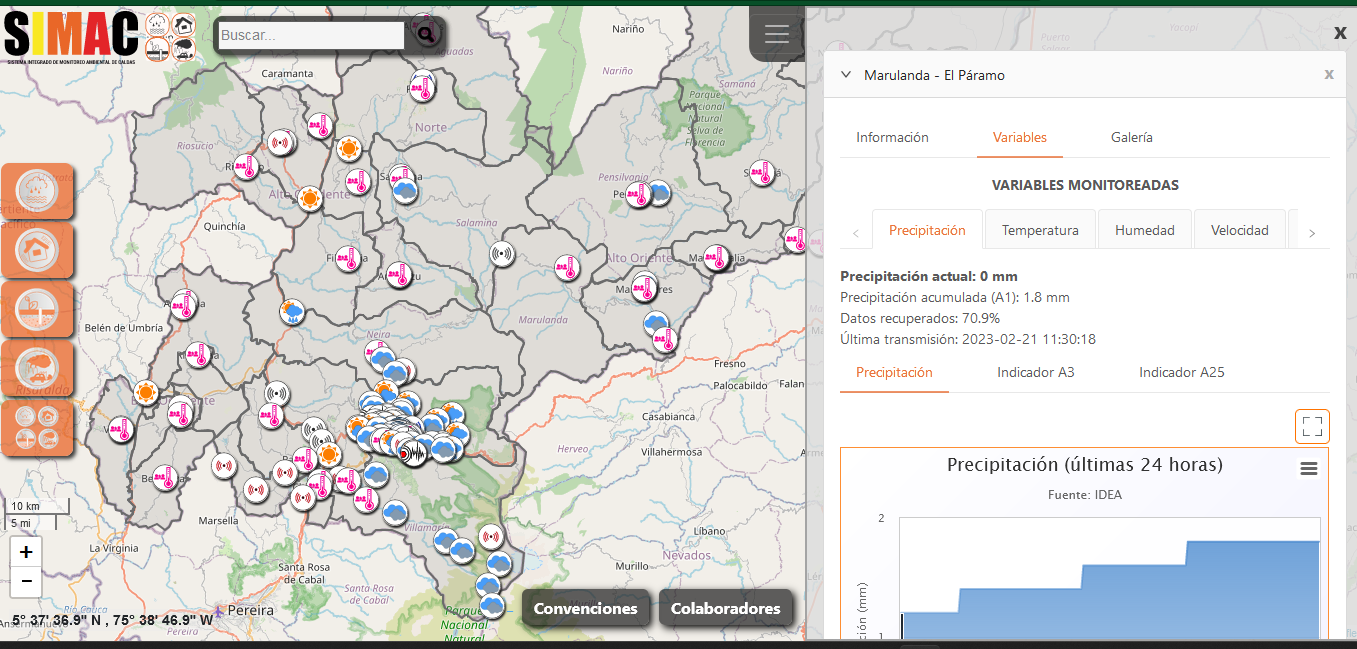 SIMAC
SISTEMA INTEGRADO DE MONITOREO AMBIENTAL DE CALDAS
Buscar...
Aguadas
Nariño
Caramanta
Nariño
Samaná
Parque
Nacional
Natural
Selva de
Florencia
Norte
Riosucio
Pensilvania
Alto Occidente
Salamina
Quinchía
Alto Oriente
Marulanda
Neira
Belén de Umbría
Risaralda
Fresno
Palocabildo
Falan
Casabianca
Herveo
Villahermosa
Villamaría
Marsella
La Virginia
Líbano
Nevados
Murillo
Santa Rosa
de Cabal
Santa Rosa
de Cabal
Pereira
Pereira
Parque
Nacional
Natural
10 km
5 mi
+
−
5° 37' 36.9" N , 75° 38' 46.9" W
Convenciones
Colaboradores
Yacopí
X
Marulanda - El Páramo
X
Información
Variables
Galería
VARIABLES MONITOREADAS
< Precipitación Temperatura Humedad Velocidad >
Precipitación actual: 0 mm
Precipitación acumulada (A1): 1.8 mm
Datos recuperados: 70.9%
Última transmisión: 2023-02-21 11:30:18
Precipitación
Indicador A3
Indicador A25
Precipitación (últimas 24 horas)
Fuente: IDEA
2
1
ción (mm)